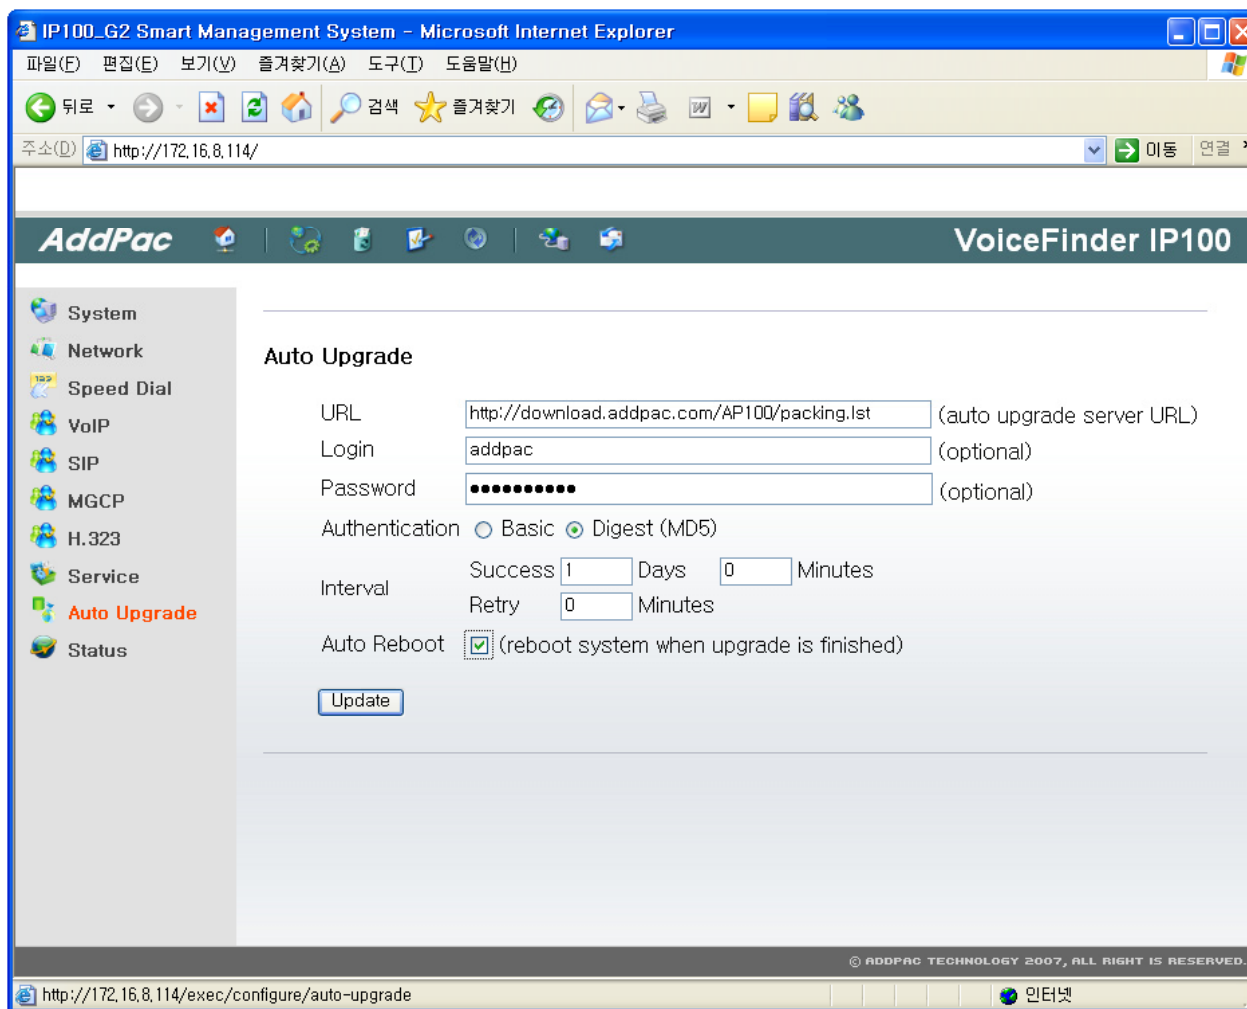 IP100_G2 Smart Management System - Microsoft Internet Explorer
파일(F) 편집(E) 보기(V) 즐겨찾기(A) 도구(T) 도움말(H)
뒤로 검색 즐겨찾기
주소(D) http://172.16.8.114/ 이동 연결
AddPac VoiceFinder IP100
System
Network
Speed Dial
VoIP
SIP
MGCP
H.323
Service
Auto Upgrade
Status
Auto Upgrade
URL http://download.addpac.com/AP100/packing.lst (auto upgrade server URL)
Login addpac (optional)
Password ●●●●●●●●●● (optional)
Authentication Basic Digest (MD5)
Interval Success 1 Days 0 Minutes
Retry 0 Minutes
Auto Reboot (reboot system when upgrade is finished)
Update
© ADDPAC TECHNOLOGY 2007, ALL RIGHT IS RESERVED.
http://172.16.8.114/exec/configure/auto-upgrade 인터넷